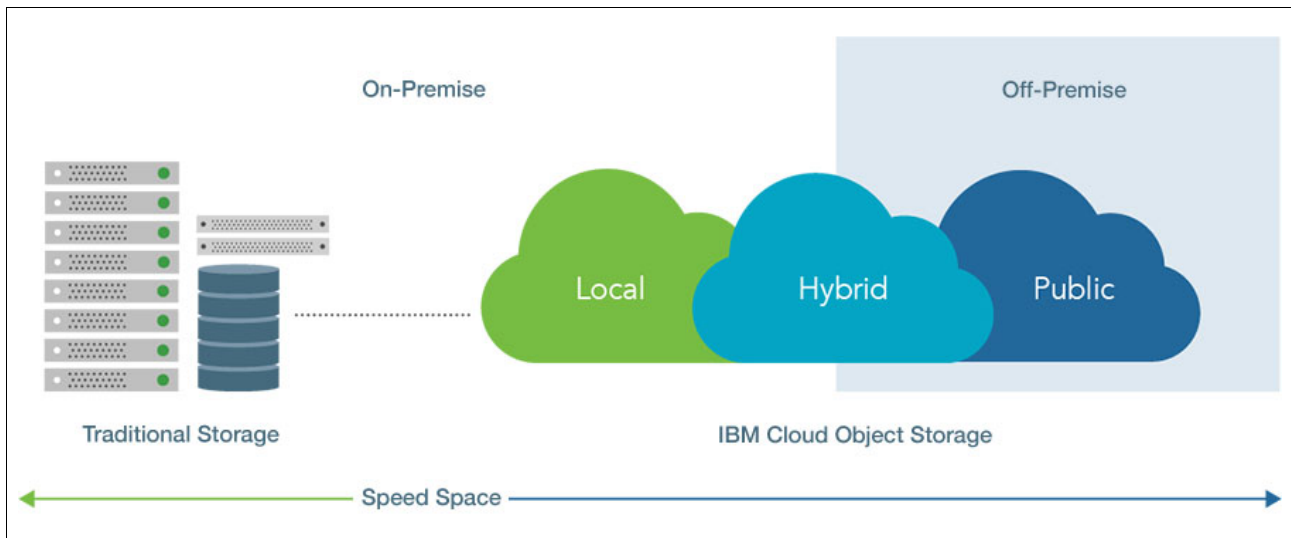 On-Premise
Off-Premise
Local
Hybrid
Public
Traditional Storage
IBM Cloud Object Storage
Speed Space